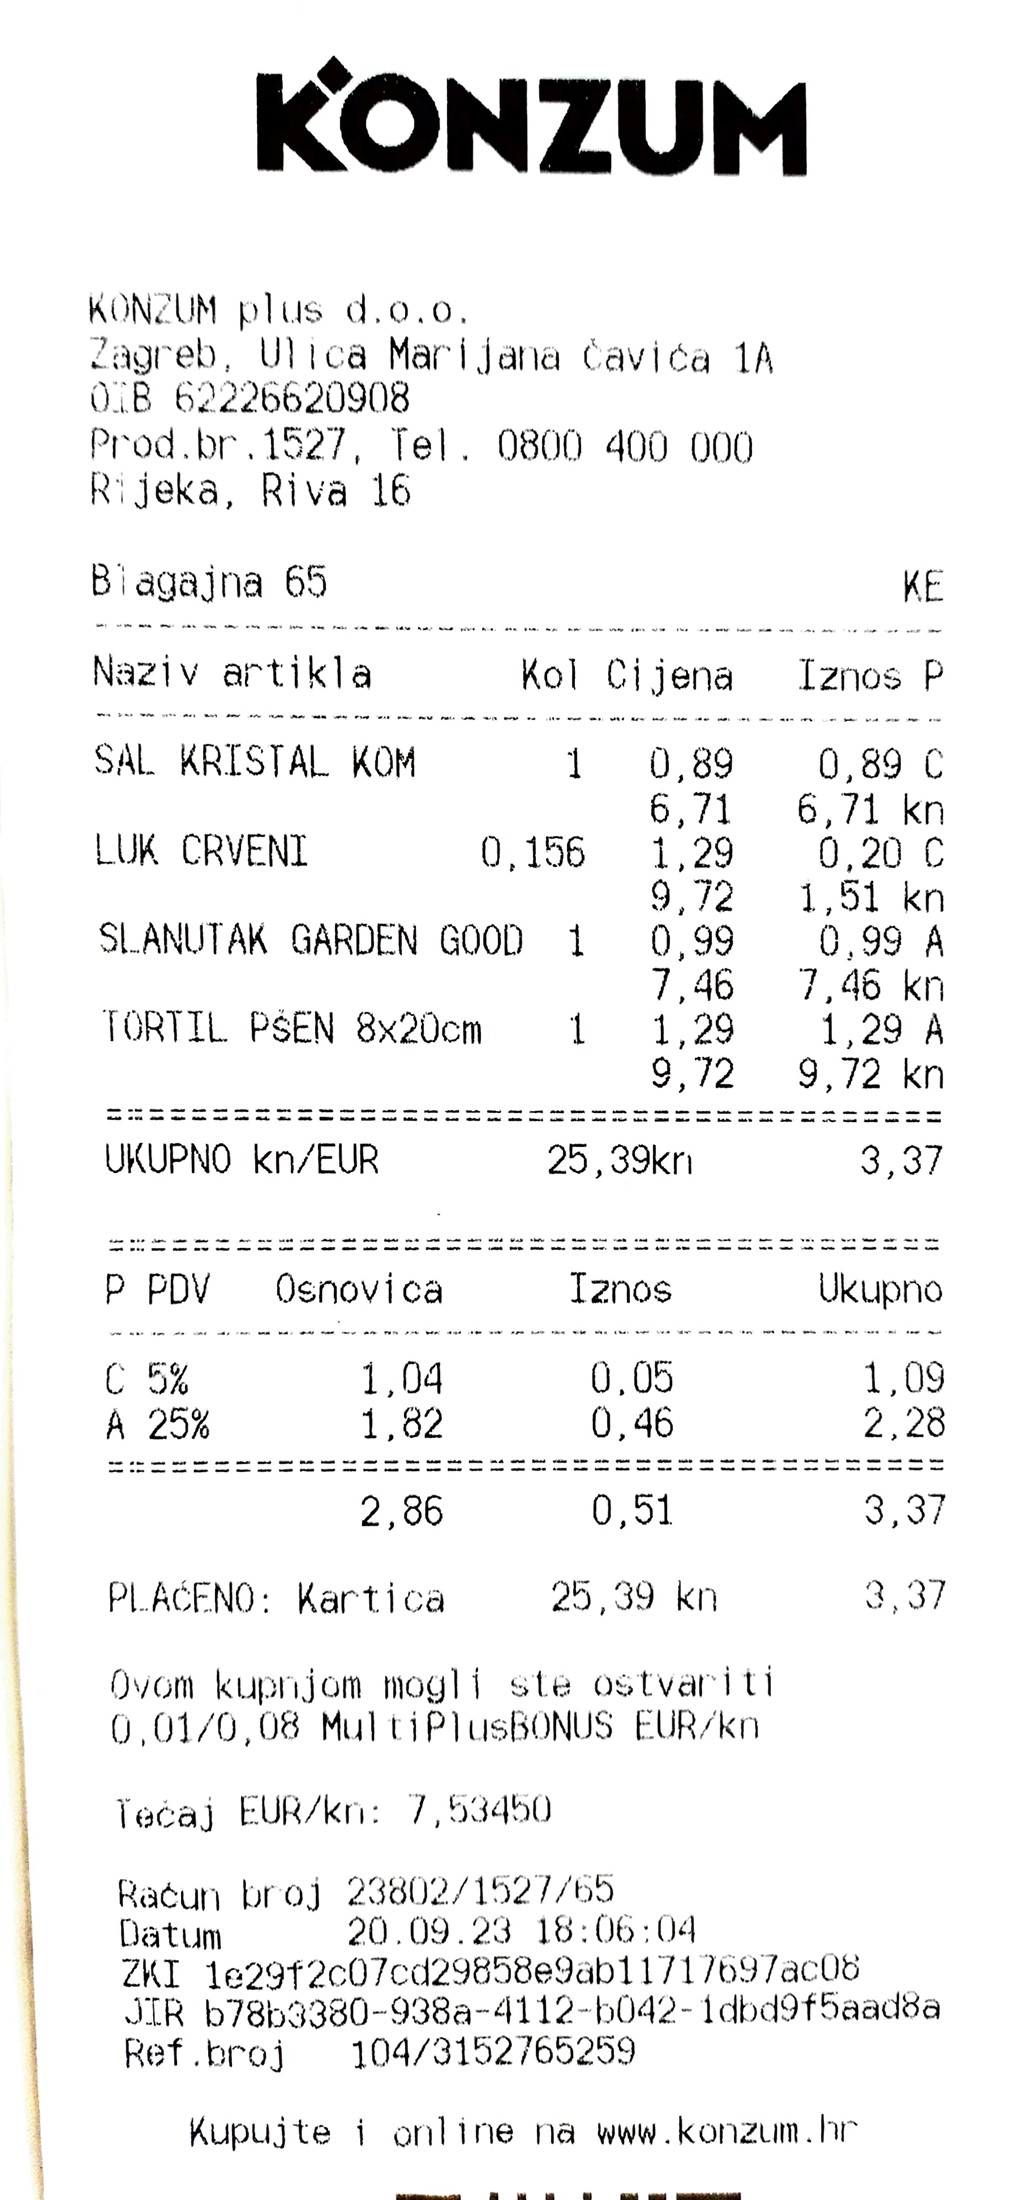 KONZUM
KONZUM plus d.o.o.
Zagreb, Ulica Marijana Čavića 1A
OIB 62226620908
Prod.br.1527, Tel. 0800 400 000
Rijeka, Riva 16
Blagajna 65 KE
Naziv artikla Kol Cijena Iznos P
SAL KRISTAL KOM 1 0,89 0,89 C
6,71 6,71 kn
LUK CRVENI 0,156 1,29 0,20 C
9,72 1,51 kn
SLANUTAK GARDEN GOOD 1 0,99 0,99 A
7,46 7,46 kn
TORTIL PŠEN 8x20cm 1 1,29 1,29 A
9,72 9,72 kn
UKUPNO kn/EUR 25,39kn 3,37
P PDV Osnovica Iznos Ukupno
C 5% 1,04 0,05 1,09
A 25% 1,82 0,46 2,28
2,86 0,51 3,37
PLAĆENO: Kartica 25,39 kn 3,37
Ovom kupnjom mogli ste ostvariti
0,01/0,08 MultiPlusBONUS EUR/kn
Tečaj EUR/kn: 7,53450
Račun broj 23802/1527/65
Datum 20.09.23 18:06:04
ZKI 1e29f2c07cd29858e9ab11717697ac08
JIR b78b3380-938a-4112-b042-1dbd9f5aad8a
Ref.broj 104/3152765259
Kupujte i online na www.konzum.hr